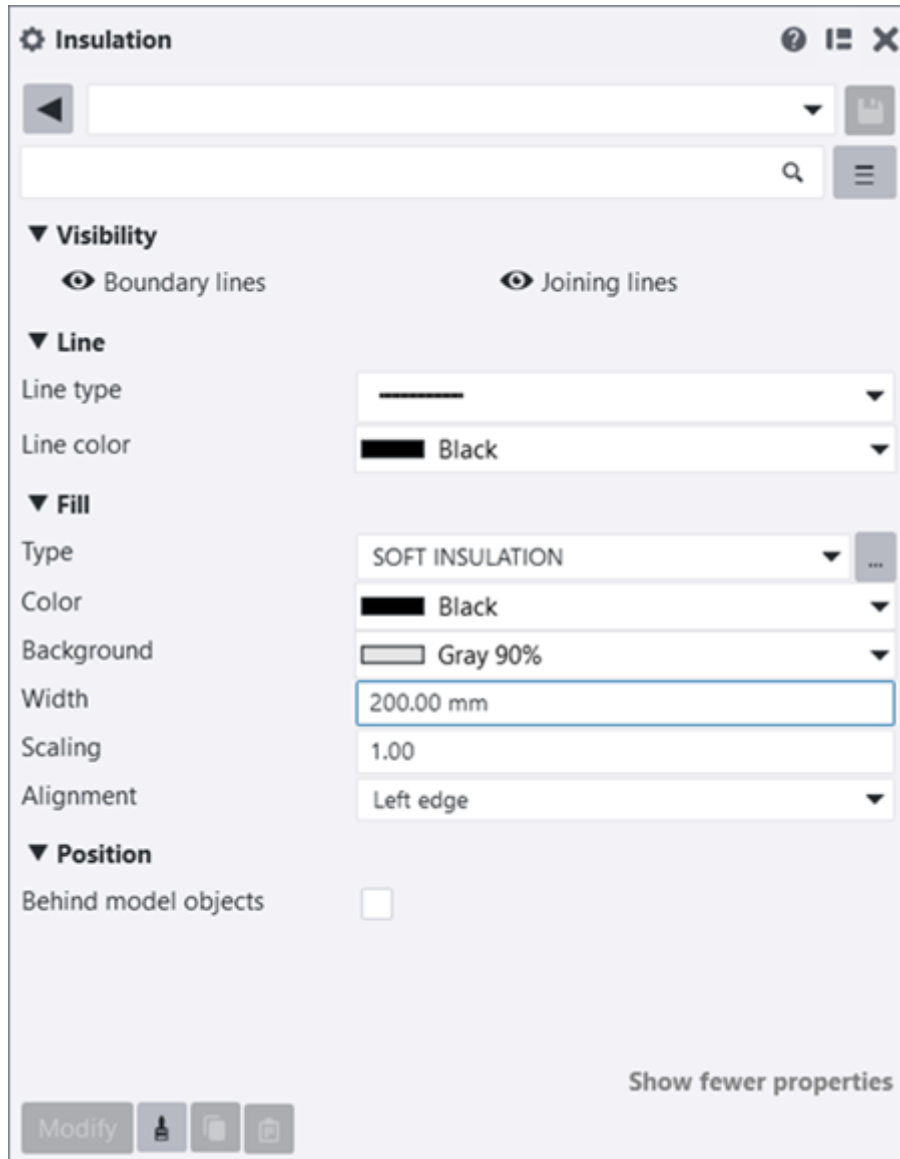 Insulation
Visibility
Boundary lines Joining lines
Line
Line type
Line color Black
Fill
Type SOFT INSULATION ...
Color Black
Background Gray 90%
Width 200.00 mm
Scaling 1.00
Alignment Left edge
Position
Behind model objects
Show fewer properties
Modify